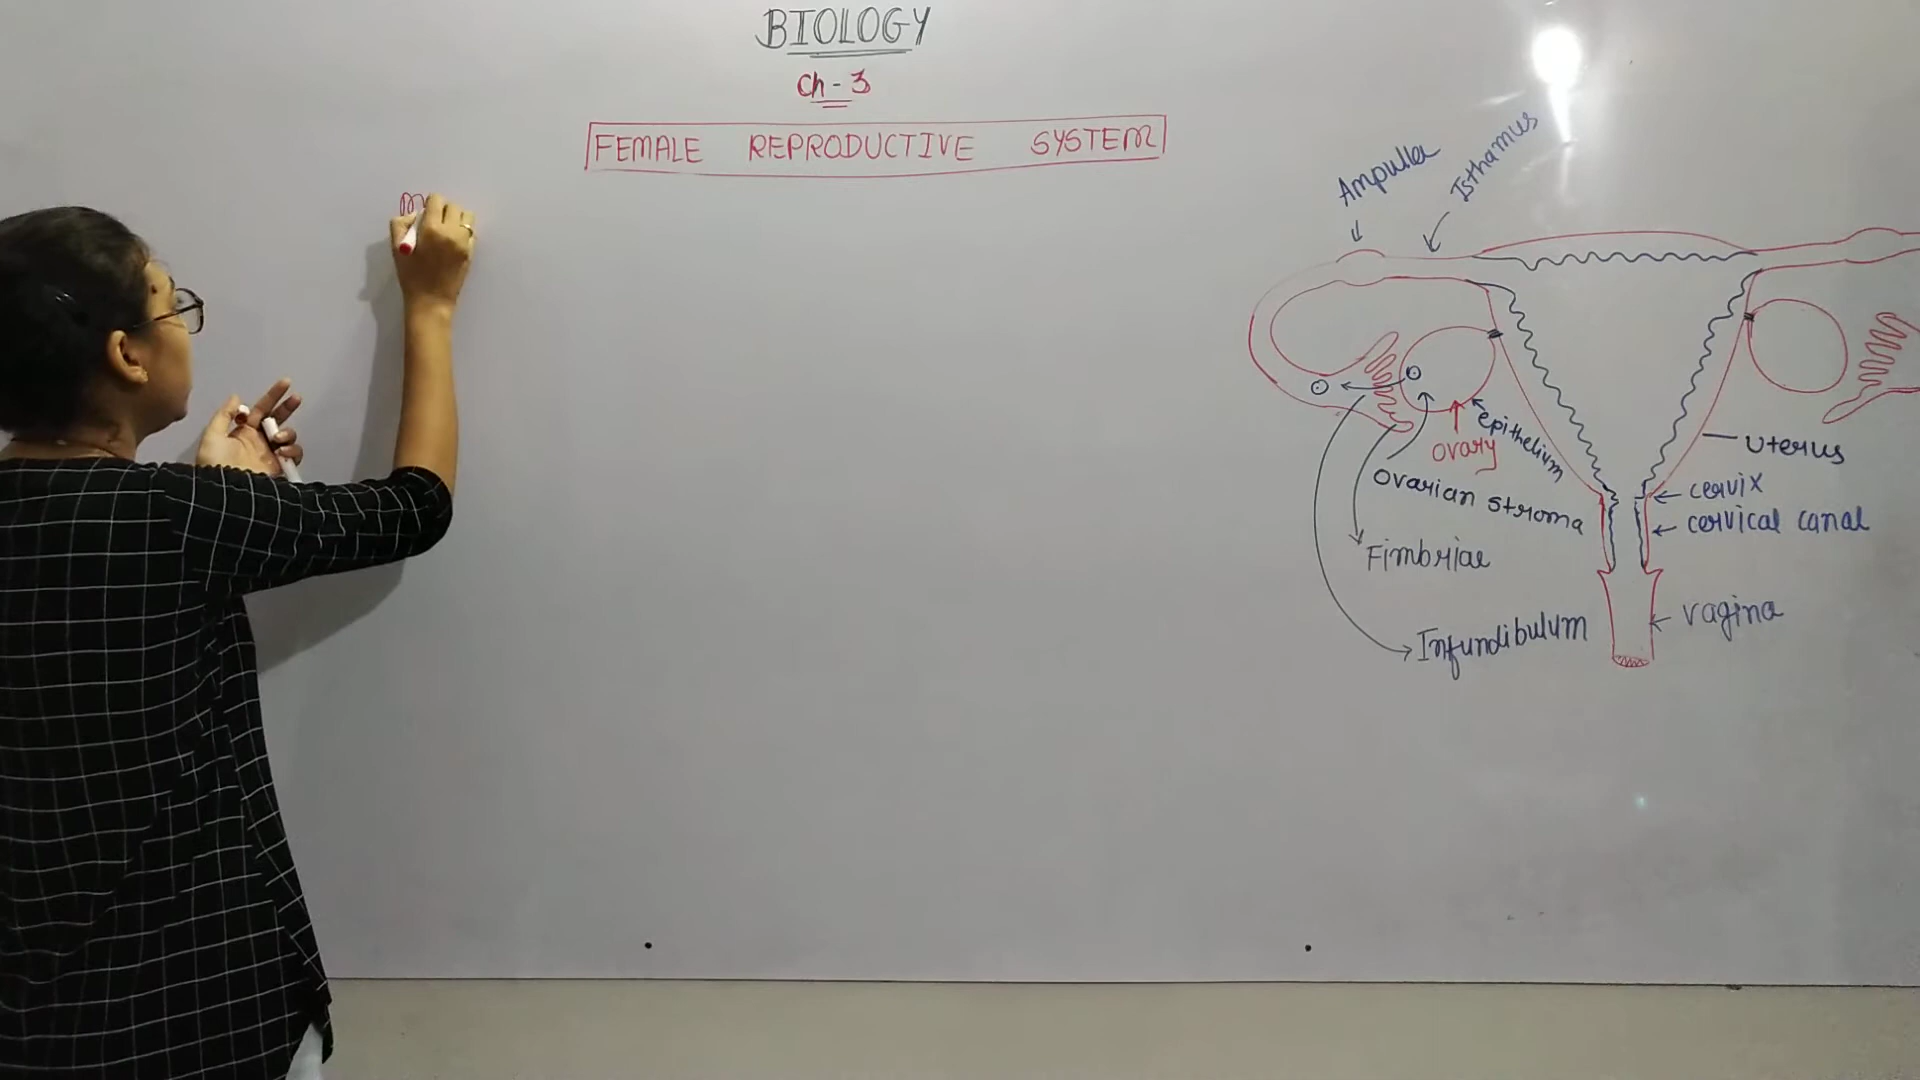 BIOLOGY
Ch - 3
FEMALE REPRODUCTIVE SYSTEM
Ampulla
Isthamus
epithelium
ovary
ovarian stroma
Fimbriae
Infundibulum
uterus
cervix
cervical canal
vagina